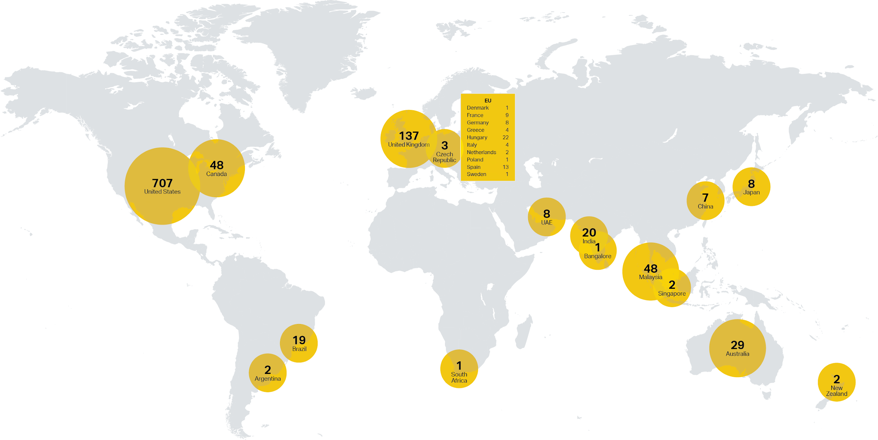 EU
Denmark 1
France 6
Germany 8
Greece 4
Hungary 22
Italy 4
Netherlands 2
Poland 1
Spain 13
Sweden 1
137
United Kingdom
3
Czech
Republic
48
Canada
707
United States
8
Japan
7
China
8
UAE
20
India
1
Bangalore
48
Malaysia
2
Singapore
19
Brazil
2
Argentina
1
South
Africa
29
Australia
2
New
Zealand